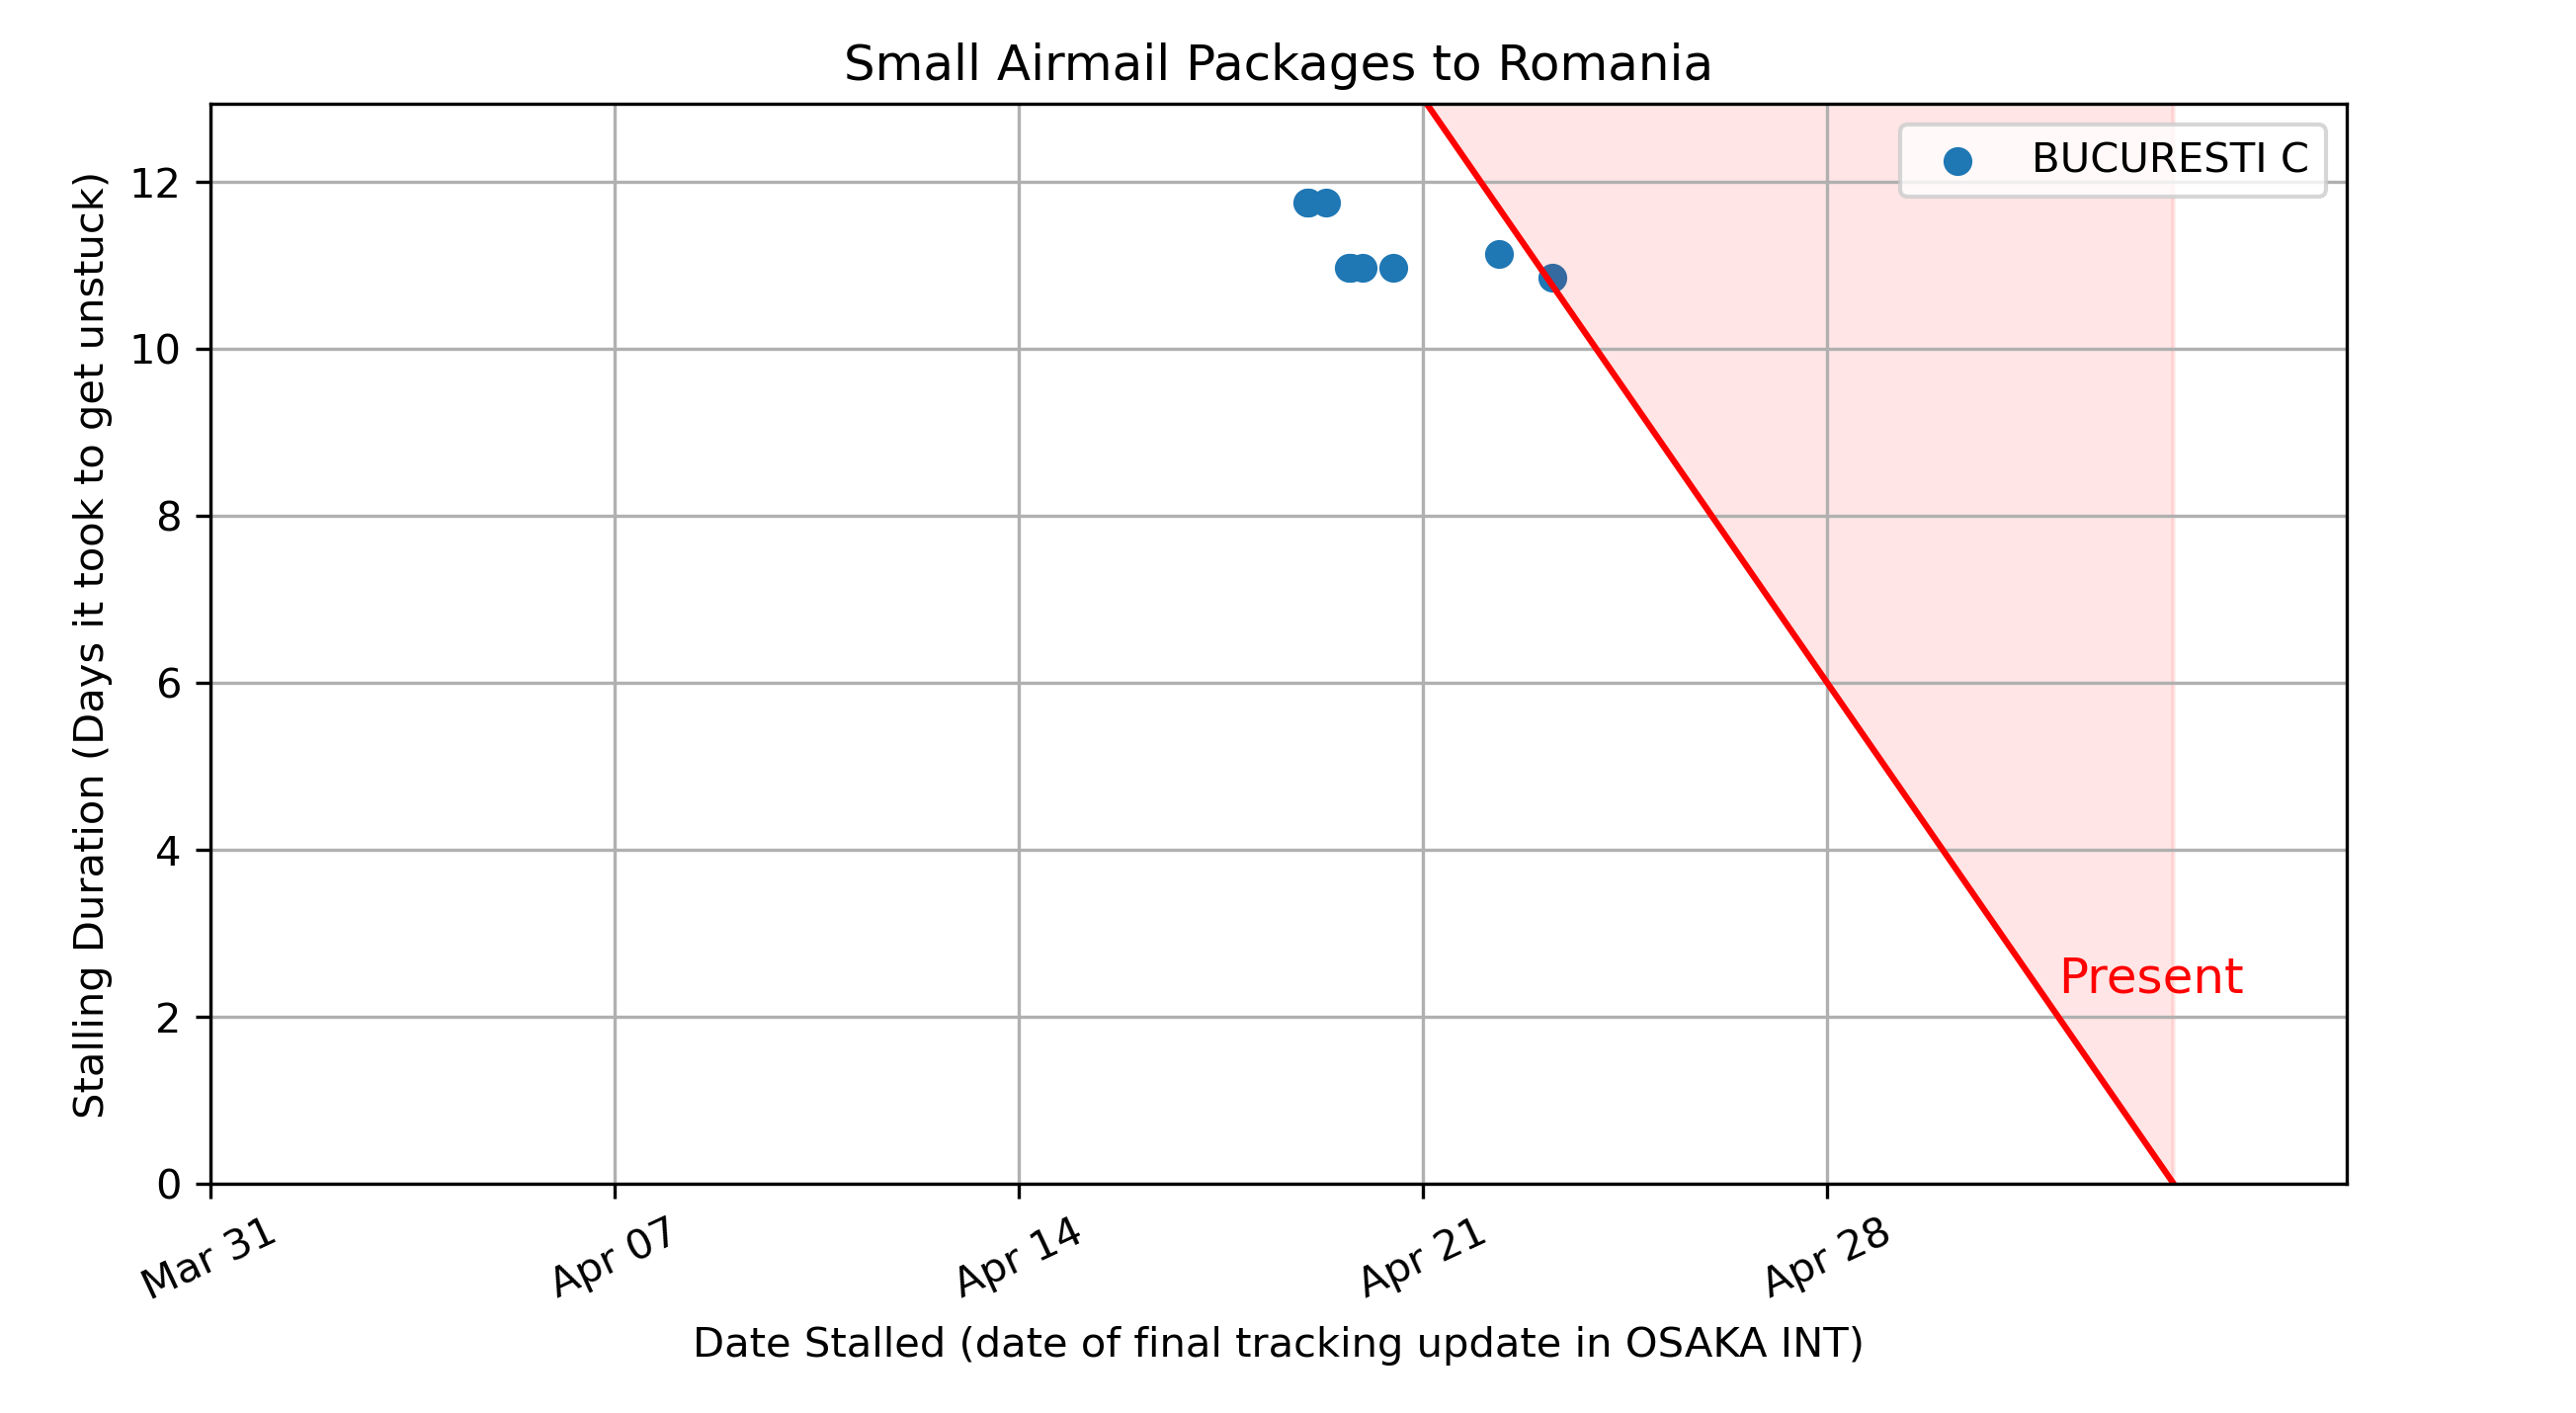 Small Airmail Packages to Romania
BUCURESTI C
Stalling Duration (Days it took to get unstuck)
12
10
8
6
4
2
0
Present
Mar 31
Apr 07
Apr 14
Apr 21
Apr 28
Date Stalled (date of final tracking update in OSAKA INT)